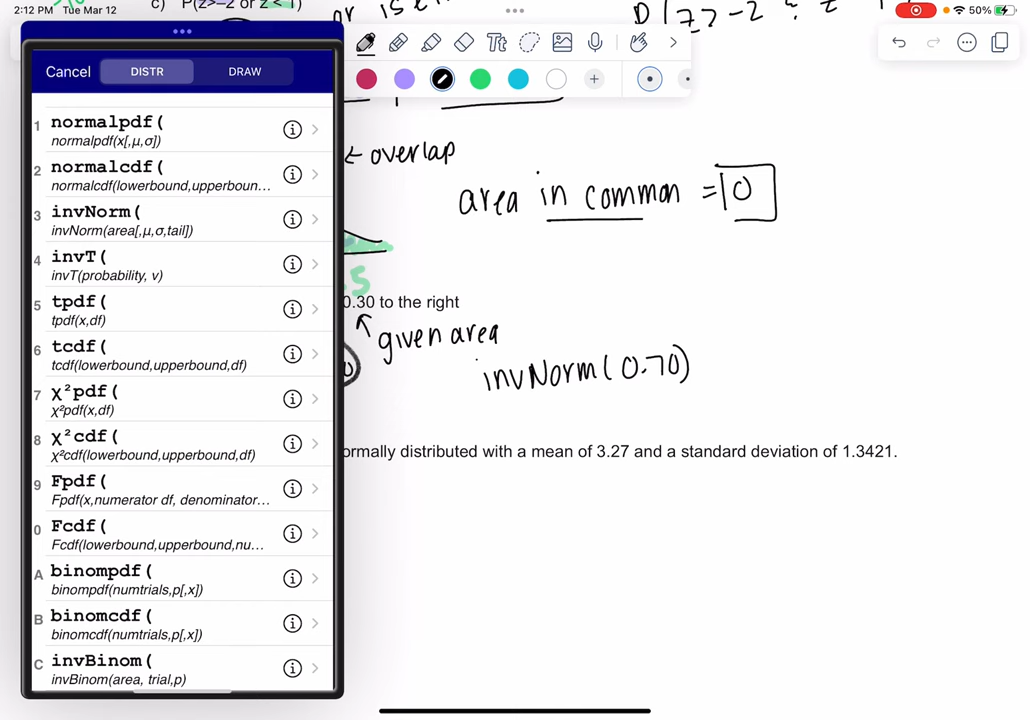 2:12 PM Tue Mar 12
c) P(z>-2 or z < 1)
50%
Cancel
DISTR
DRAW
Tt
1 normalpdf(
normalpdf(x[,μ,σ])
2 normalcdf(
normalcdf(lowerbound,upperboun...
3 invNorm(
invNorm(area[,μ,σ,tail])
4 invT(
invT(probability, v)
5 tpdf(
tpdf(x,df)
6 tcdf(
tcdf(lowerbound,upperbound,df)
7 χ²pdf(
χ²pdf(x,df)
8 χ²cdf(
χ²cdf(lowerbound,upperbound,df)
9 Fpdf(
Fpdf(x,numerator df, denominator...
0 Fcdf(
Fcdf(lowerbound,upperbound,nu...
A binompdf(
binompdf(numtrials,p[,x])
B binomcdf(
binomcdf(numtrials,p[,x])
C invBinom(
invBinom(area, trial,p)
← overlap
area in common = 0
0.30 to the right
given area
invNorm(0.70)
ormally distributed with a mean of 3.27 and a standard deviation of 1.3421.